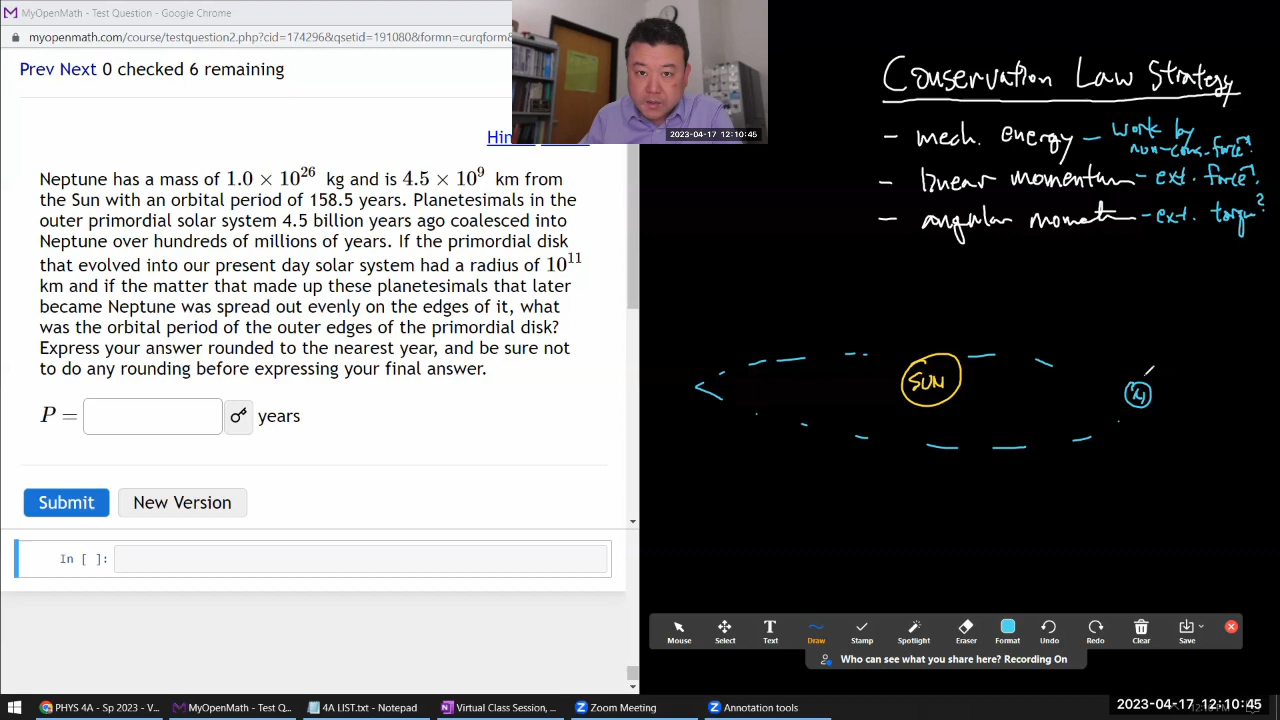 MyOpenMath - Test Question - Google Chrome
myopenmath.com/course/testquestion2.php?cid=174296&qsetid=191080&formn=curqform&
Prev Next 0 checked 6 remaining
2023-04-17 12:10:45
Neptune has a mass of 1.0 × 10^26 kg and is 4.5 × 10^9 km from
the Sun with an orbital period of 158.5 years. Planetesimals in the
outer primordial solar system 4.5 billion years ago coalesced into
Neptune over hundreds of millions of years. If the primordial disk
that evolved into our present day solar system had a radius of 10^11
km and if the matter that made up these planetesimals that later
became Neptune was spread out evenly on the edges of it, what
was the orbital period of the outer edges of the primordial disk?
Express your answer rounded to the nearest year, and be sure not
to do any rounding before expressing your final answer.
P = years
Submit New Version
In [ ]:
Conservation Law Strategy
- mech. energy - work by
non-cons. force?
- linear momentum - ext. force?
- angular moment - ext. torque?
SUN
N
Mouse Select Text Draw Stamp Spotlight Eraser Format Undo Redo Clear Save
Who can see what you share here? Recording On
PHYS 4A - Sp 2023 - V... MyOpenMath - Test Q... 4A LIST.txt - Notepad Virtual Class Session, ... Zoom Meeting Annotation tools
2023-04-17 12:10:45